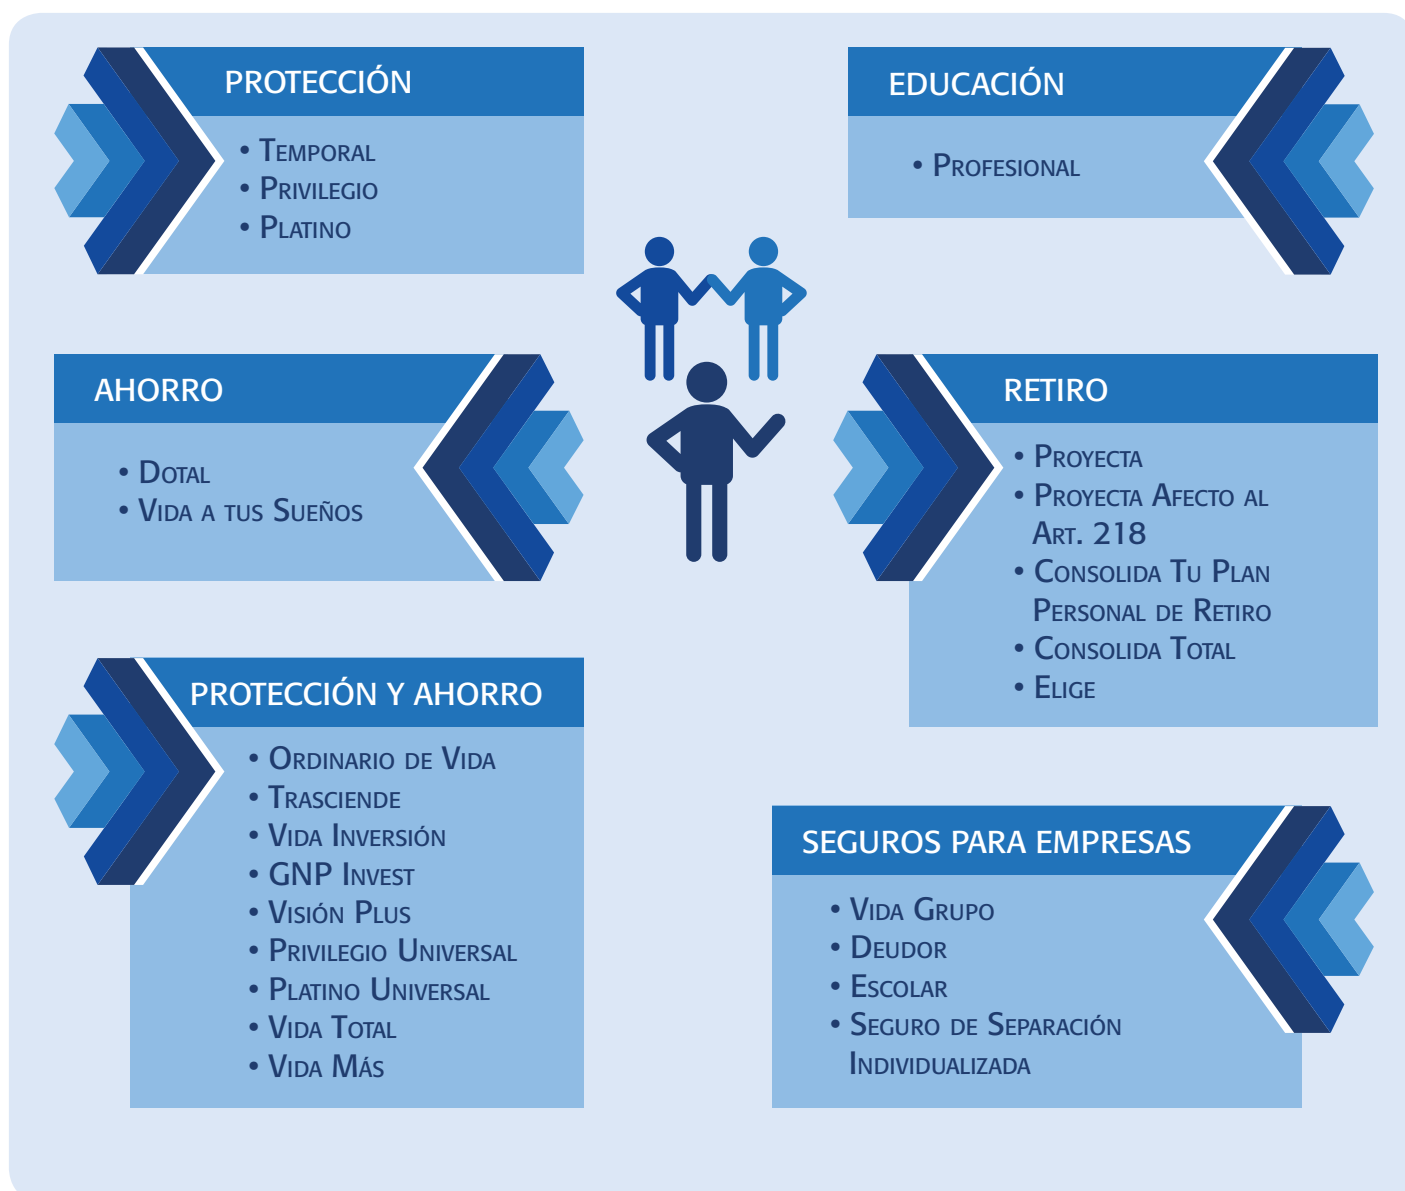 PROTECCIÓN
• Temporal
• Privilegio
• Platino
EDUCACIÓN
• Profesional
AHORRO
• Dotal
• Vida a tus Sueños
RETIRO
• Proyecta
• Proyecta Afecto al
Art. 218
• Consolida Tu Plan
Personal de Retiro
• Consolida Total
• Elige
PROTECCIÓN Y AHORRO
• Ordinario de Vida
• Trasciende
• Vida Inversión
• GNP Invest
• Visión Plus
• Privilegio Universal
• Platino Universal
• Vida Total
• Vida Más
SEGUROS PARA EMPRESAS
• Vida Grupo
• Deudor
• Escolar
• Seguro de Separación
Individualizada